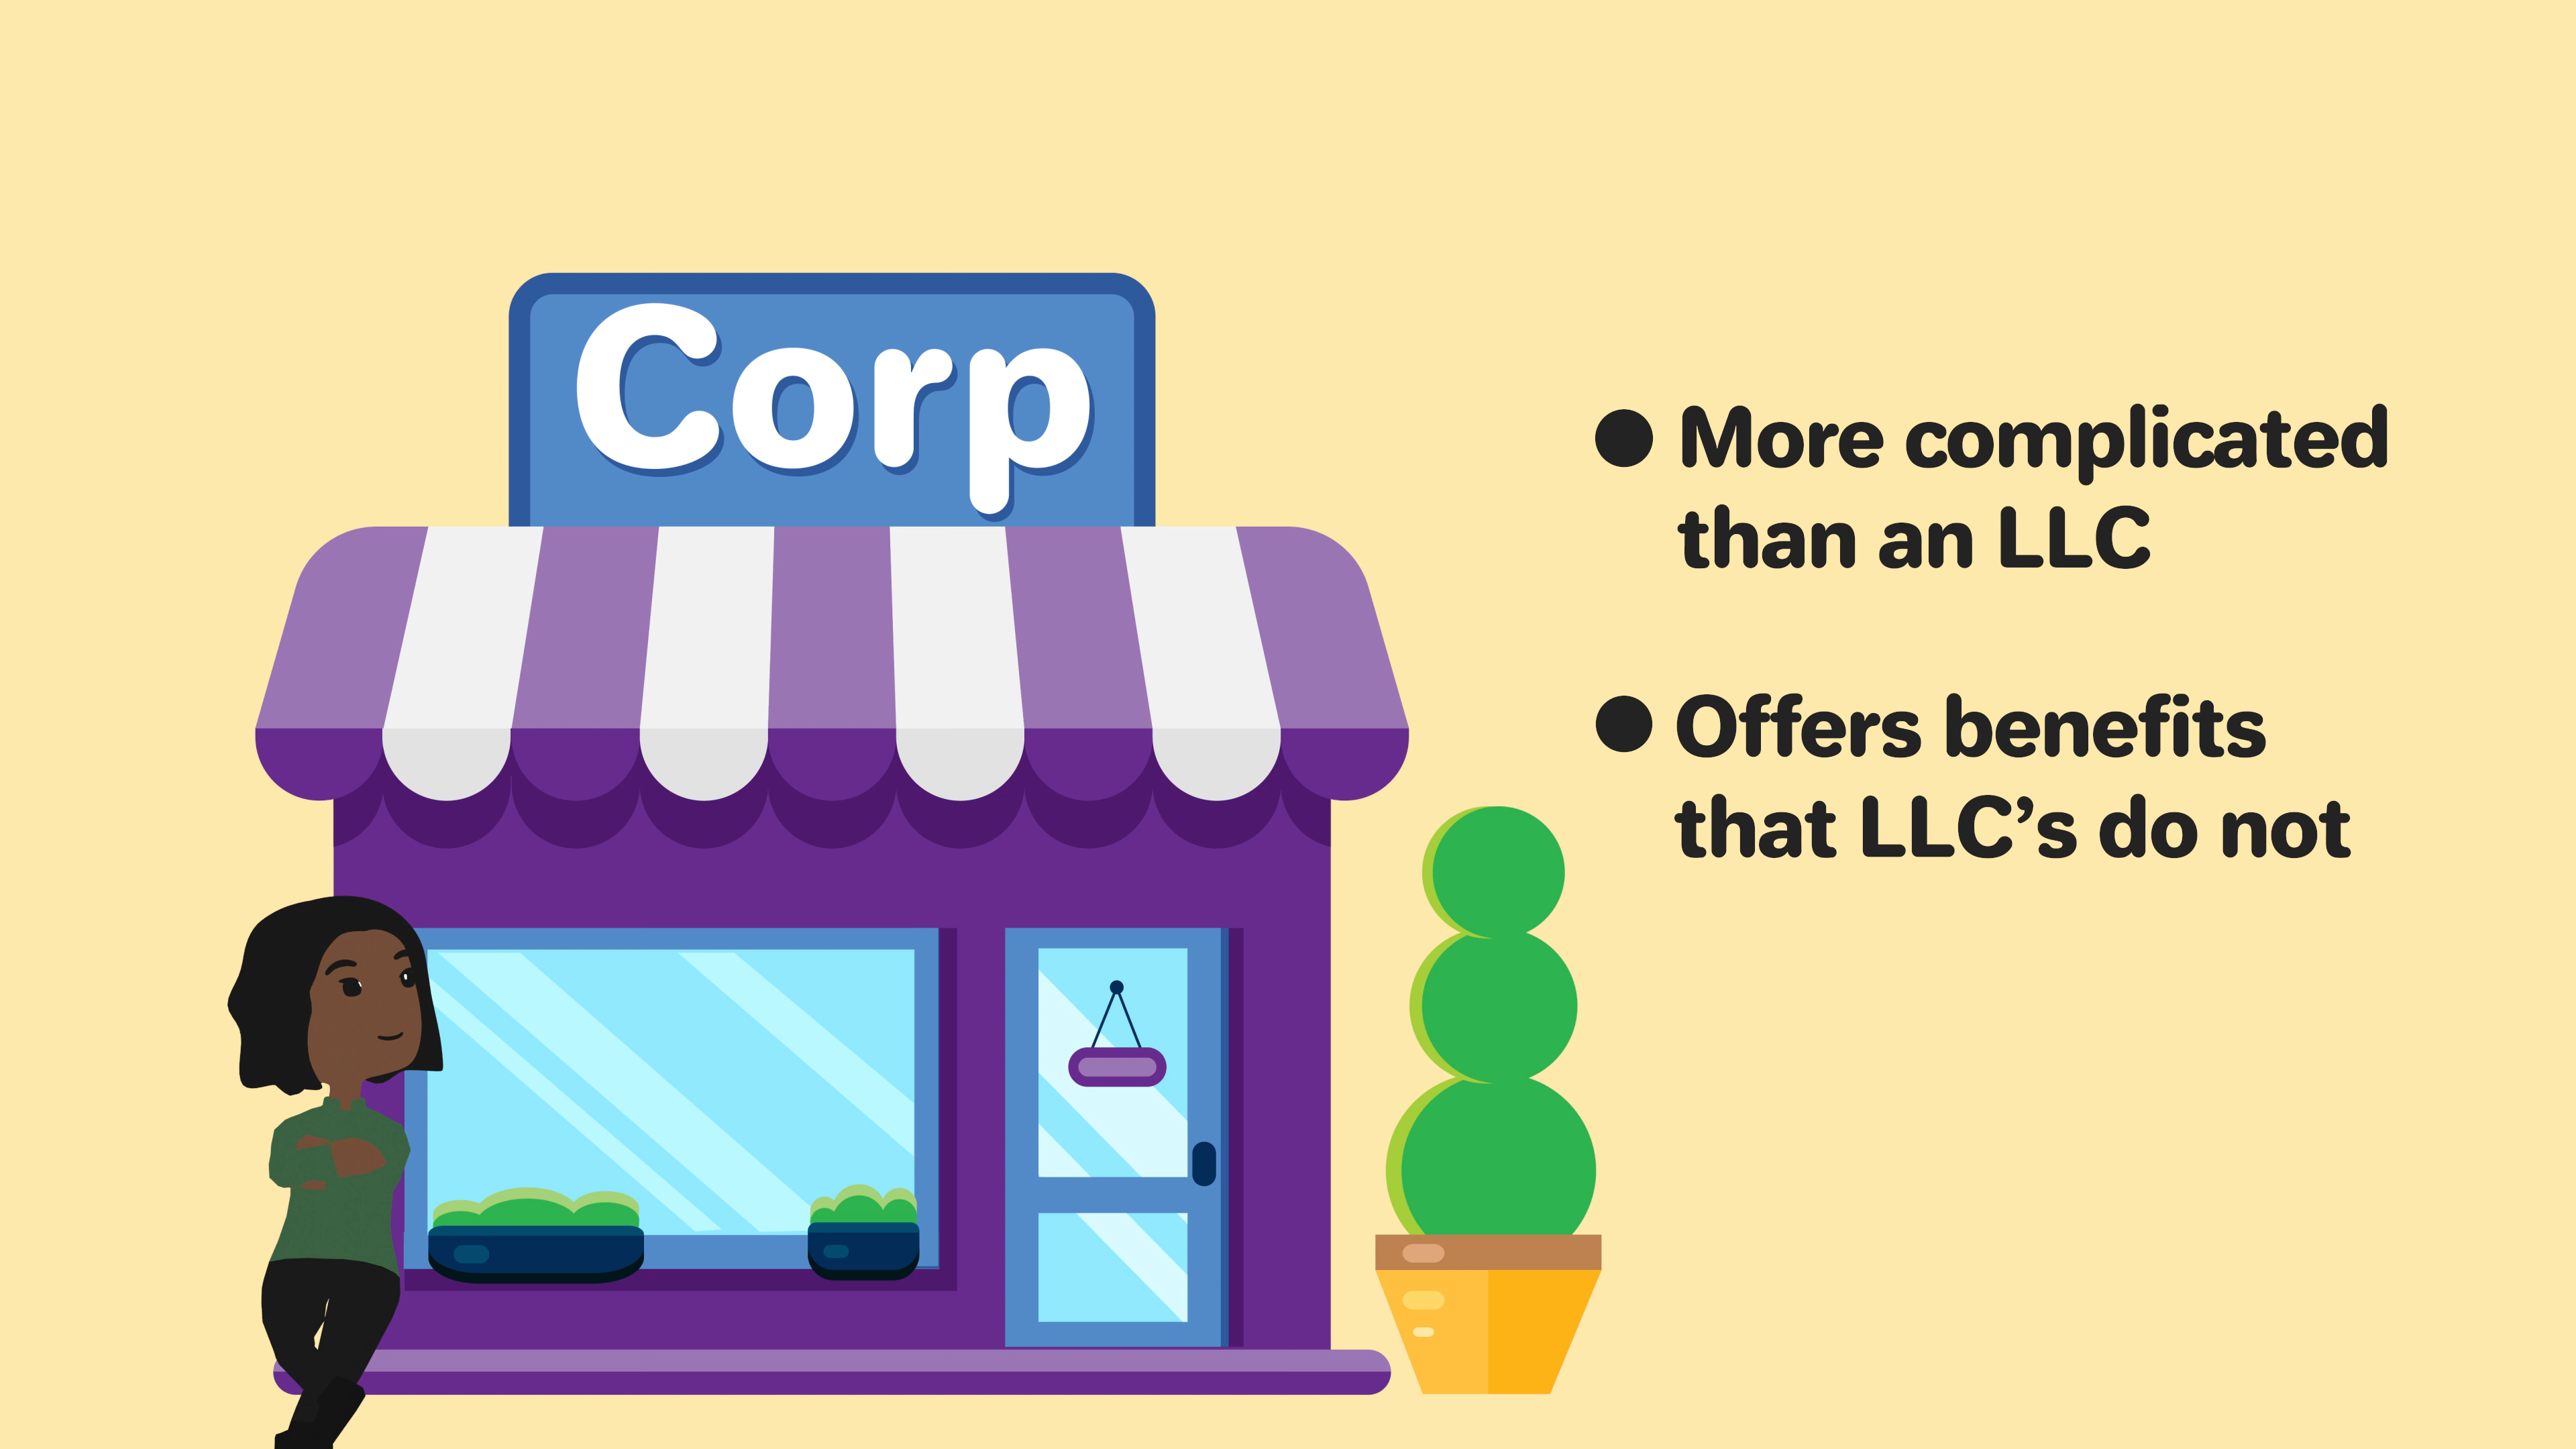 Corp
● More complicated
than an LLC
● Offers benefits
that LLC’s do not